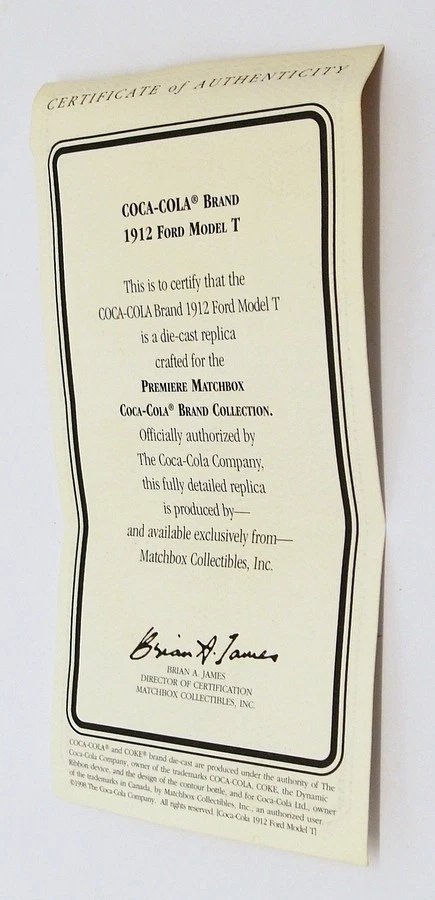 CERTIFICATE of AUTHENTICITY
COCA-COLA® BRAND
1912 FORD MODEL T
This is to certify that the
COCA-COLA Brand 1912 Ford Model T
is a die-cast replica
crafted for the
PREMIERE MATCHBOX
COCA-COLA® BRAND COLLECTION.
Officially authorized by
The Coca-Cola Company,
this fully detailed replica
is produced by—
and available exclusively from—
Matchbox Collectibles, Inc.
Brian A. James
BRIAN A. JAMES
DIRECTOR OF CERTIFICATION
MATCHBOX COLLECTIBLES, INC.
COCA-COLA® and COKE® brand die-cast are produced under the authority of The
Coca-Cola Company, owner of the trademarks COCA-COLA, COKE, the Dynamic
Ribbon device, and the design of the contour bottle, and for Coca-Cola Ltd., owner
of the trademarks in Canada, by Matchbox Collectibles, Inc., an authorized user.
©1998 The Coca-Cola Company. All rights reserved. [Coca-Cola 1912 Ford Model T]